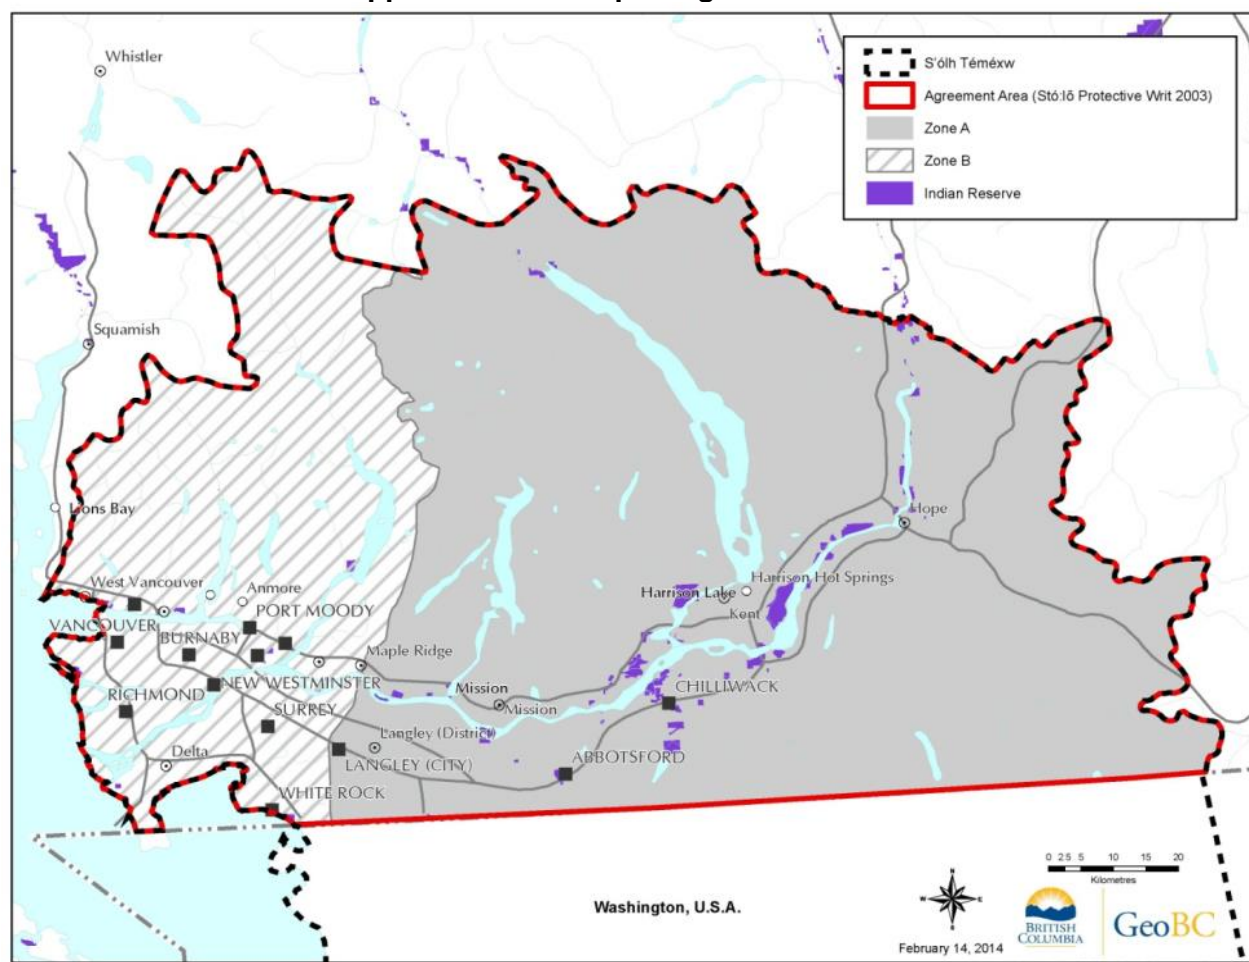 Whistler
S'ólh Téméxw
Agreement Area (Stó:lō Protective Writ 2003)
Zone A
Zone B
Indian Reserve
Squamish
Lions Bay
Hope
West Vancouver
Anmore
Harrison Hot Springs
Harrison Lake
Kent
PORT MOODY
VANCOUVER
BURNABY
Maple Ridge
NEW WESTMINSTER
Mission
CHILLIWACK
RICHMOND
Mission
SURREY
Langley (District)
Delta
LANGLEY (CITY)
ABBOTSFORD
WHITE ROCK
0 2.5 5 10 15 20
Kilometres
Washington, U.S.A.
N
W E
S
February 14, 2014
BRITISH
COLUMBIA
GeoBC